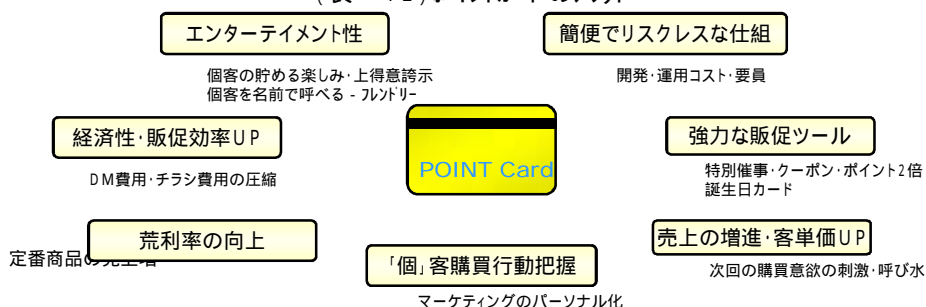 エンターテイメント性
簡便でリスクレスな仕組
個客の貯める楽しみ・上得意誇示
個客を名前で呼べる - フレンドリー
開発・運用コスト・要員
経済性・販促効率UP
強力な販促ツール
POINT Card
DM費用・チラシ費用の圧縮
特別催事・クーポン・ポイント2倍
誕生日カード
荒利率の向上
売上の増進・客単価UP
定番商品の
「個」客購買行動把握
次回の購買意欲の刺激・呼び水
マーケティングのパーソナル化